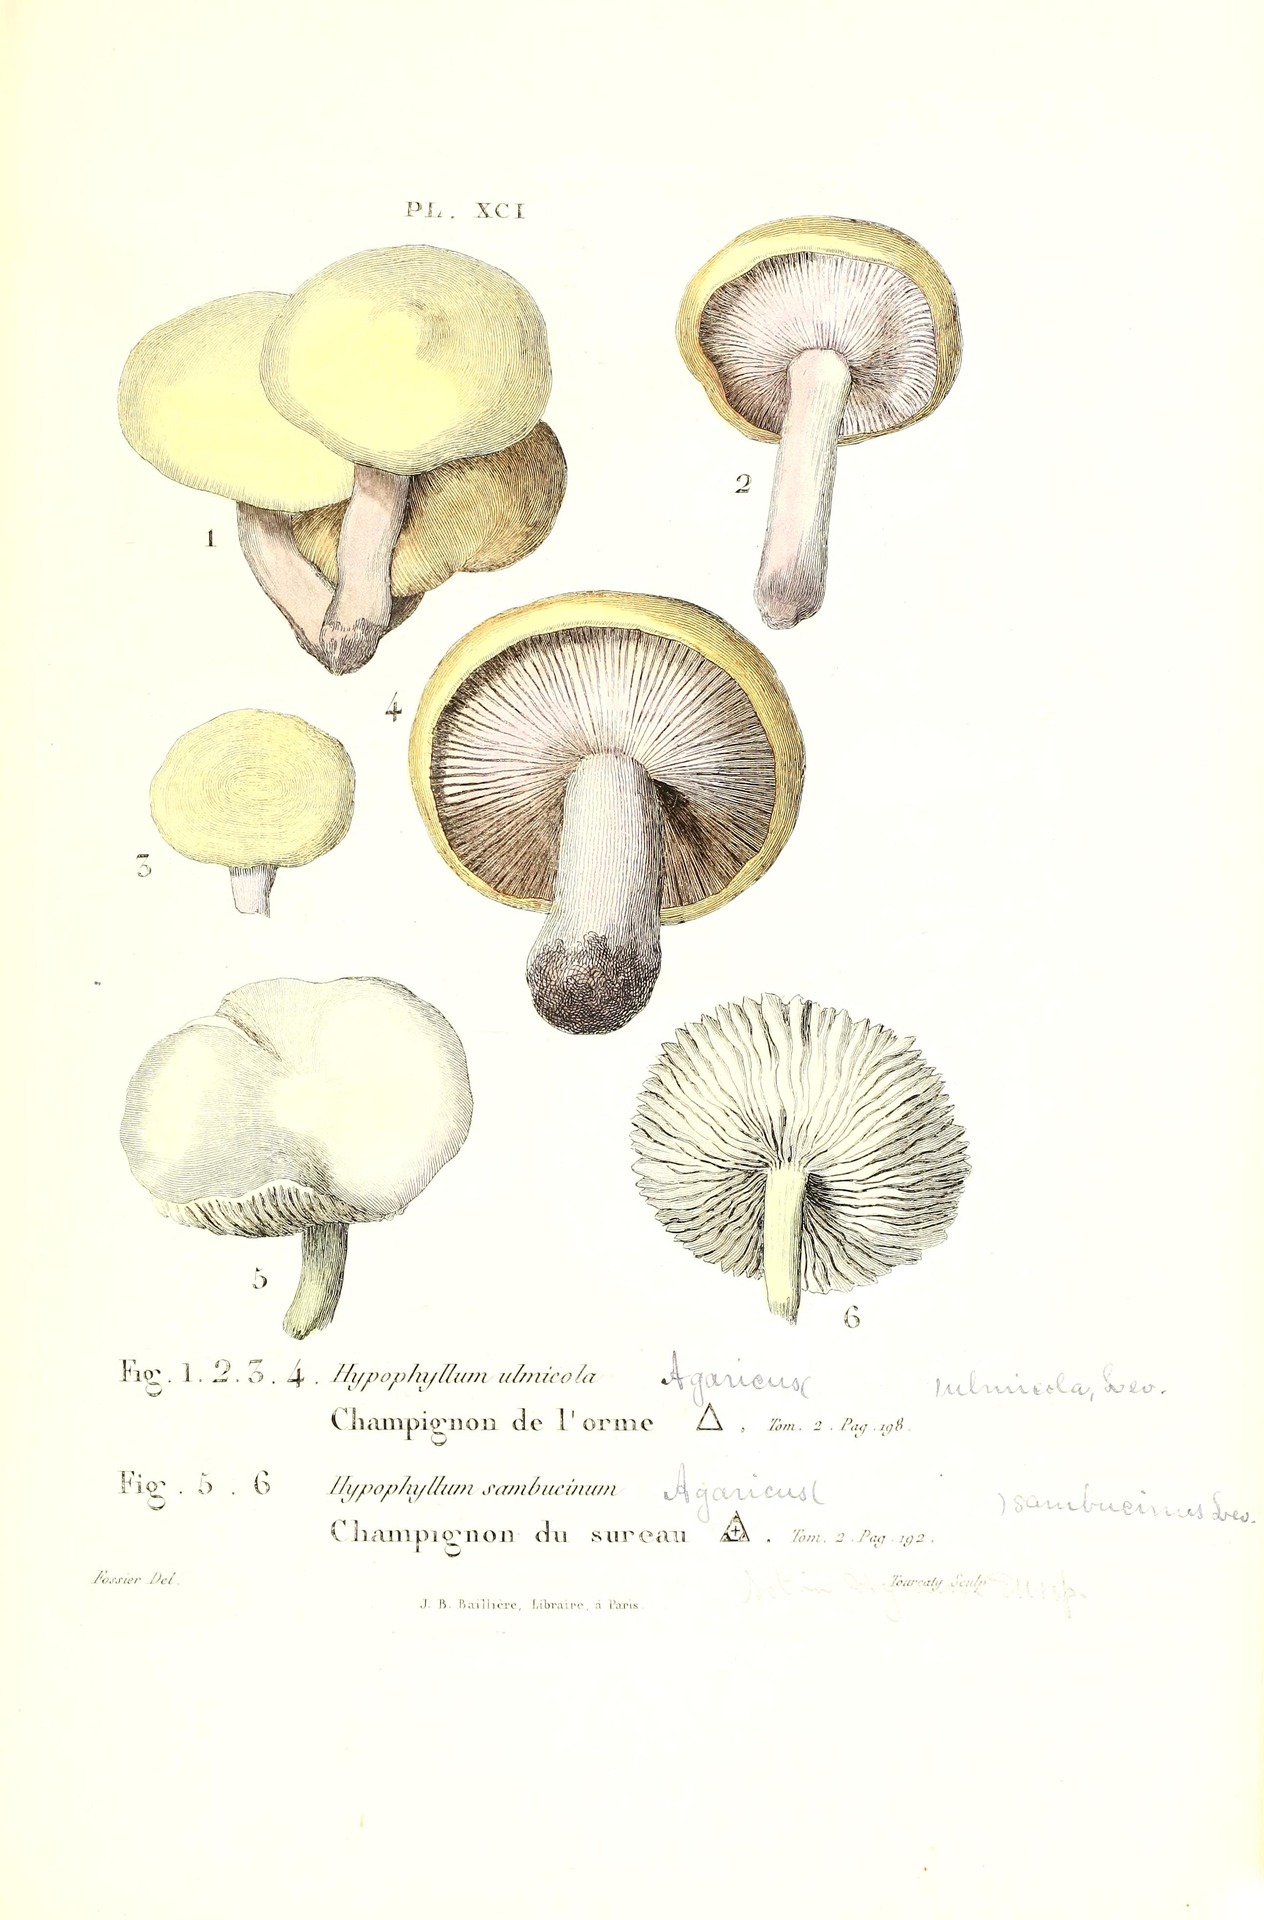 PL. XCI
1
2
3
4
5
6
Fig. 1. 2. 3. 4. Hypophyllum ulmicola Agaricus( )ulmicola, Lev.
Champignon de l'orme △, Tom. 2. Pag. 198.
Fig. 5. 6 Hypophyllum sambucinum Agaricus( )sambucinus Lev.
Champignon du sureau . Tom. 2. Pag. 192.
Fossier Del. Tourcaty Sculp
J. B. Baillière, Libraire, à Paris